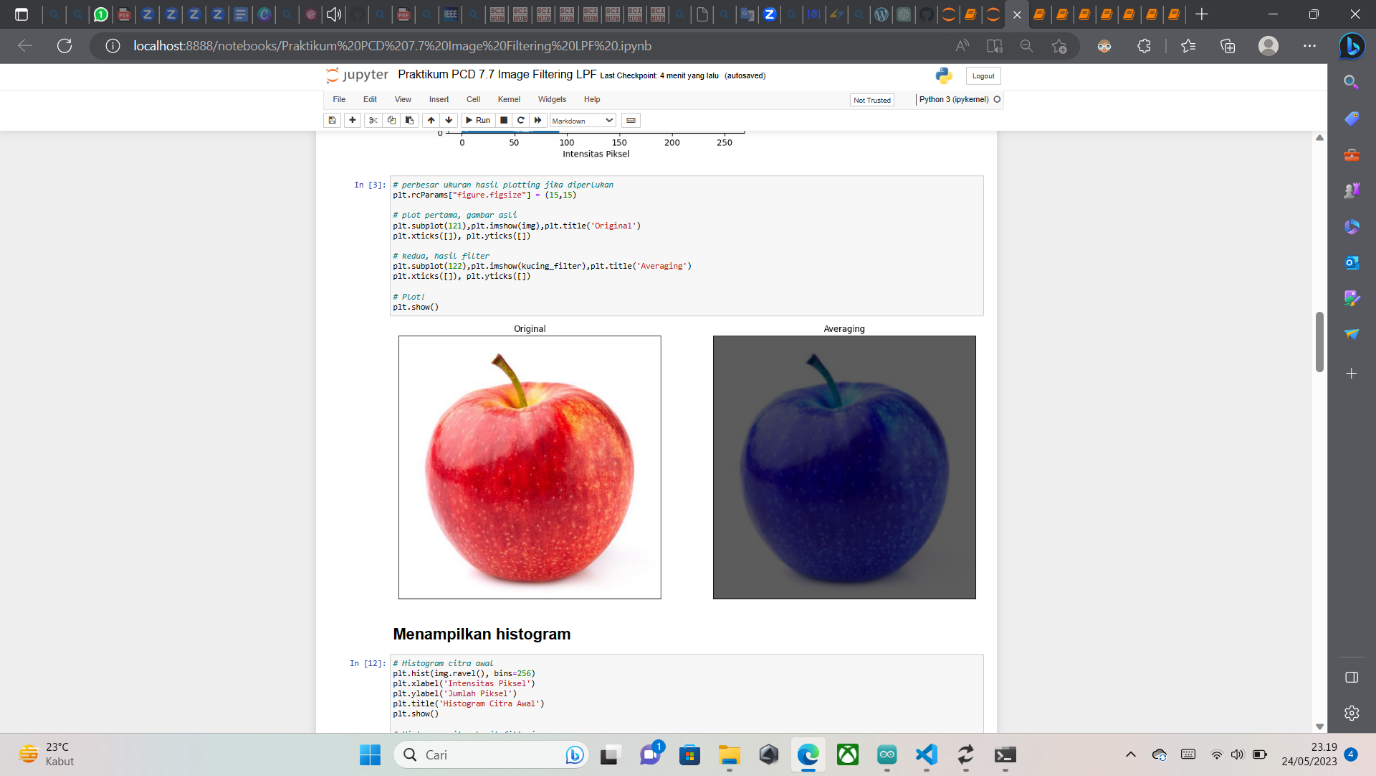 localhost:8888/notebooks/Praktikum%20PCD%207.7%20Image%20Filtering%20LPF%20.ipynb
jupyter Praktikum PCD 7.7 Image Filtering LPF Last Checkpoint: 4 menit yang lalu (autosaved)
Logout
File Edit View Insert Cell Kernel Widgets Help
Not Trusted
Python 3 (ipykernel)
Run
Markdown
0
0 50 100 150 200 250
Intensitas Piksel
In [3]:
# perbesar ukuran hasil plotting jika diperlukan
plt.rcParams["figure.figsize"] = (15,15)
# plot pertama, gambar asli
plt.subplot(121),plt.imshow(img),plt.title('Original')
plt.xticks([]), plt.yticks([])
# kedua, hasil filter
plt.subplot(122),plt.imshow(kucing_filter),plt.title('Averaging')
plt.xticks([]), plt.yticks([])
# Plot!
plt.show()
Original
Averaging
Menampilkan histogram
In [12]:
# Histogram citra awal
plt.hist(img.ravel(), bins=256)
plt.xlabel('Intensitas Piksel')
plt.ylabel('Jumlah Piksel')
plt.title('Histogram Citra Awal')
plt.show()
23°C
Kabut
Cari
1
23.19
24/05/2023
4